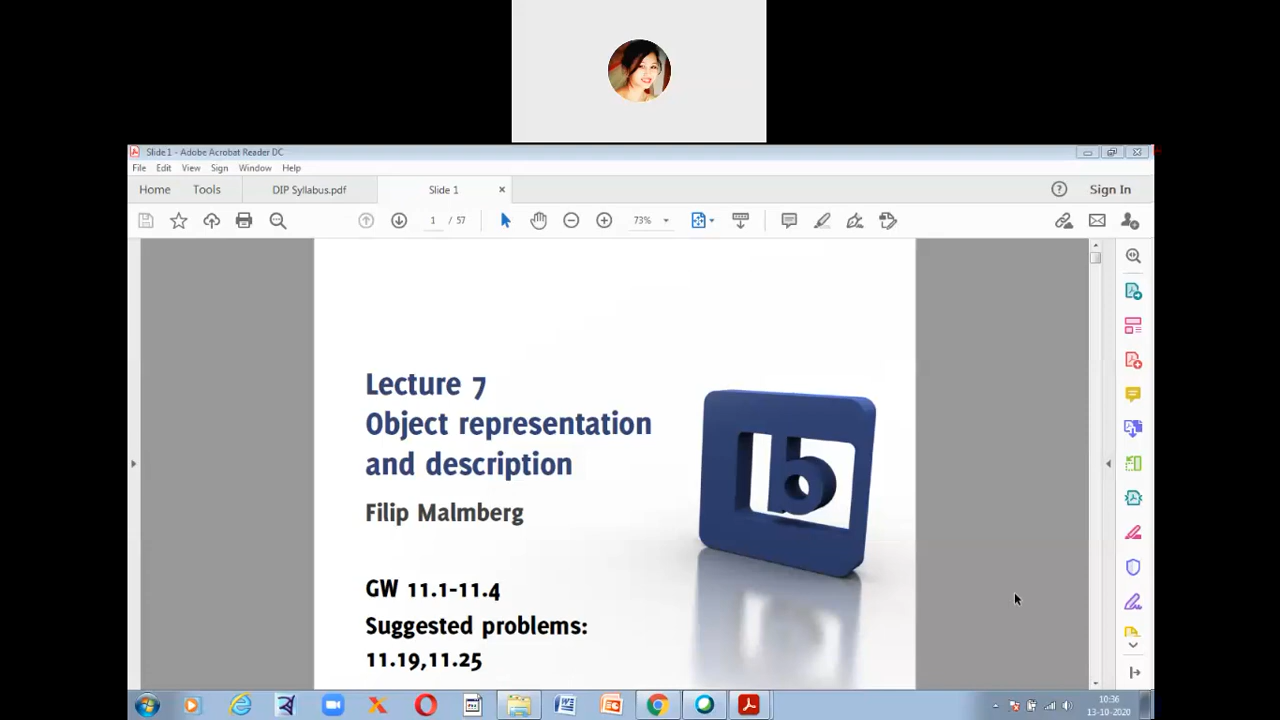 Slide 1 - Adobe Acrobat Reader DC
File Edit View Sign Window Help
Home Tools DIP Syllabus.pdf Slide 1 Sign In
1 / 57 73%
Lecture 7
Object representation
and description
Filip Malmberg
GW 11.1-11.4
Suggested problems:
11.19,11.25
b
10:36
13-10-2020